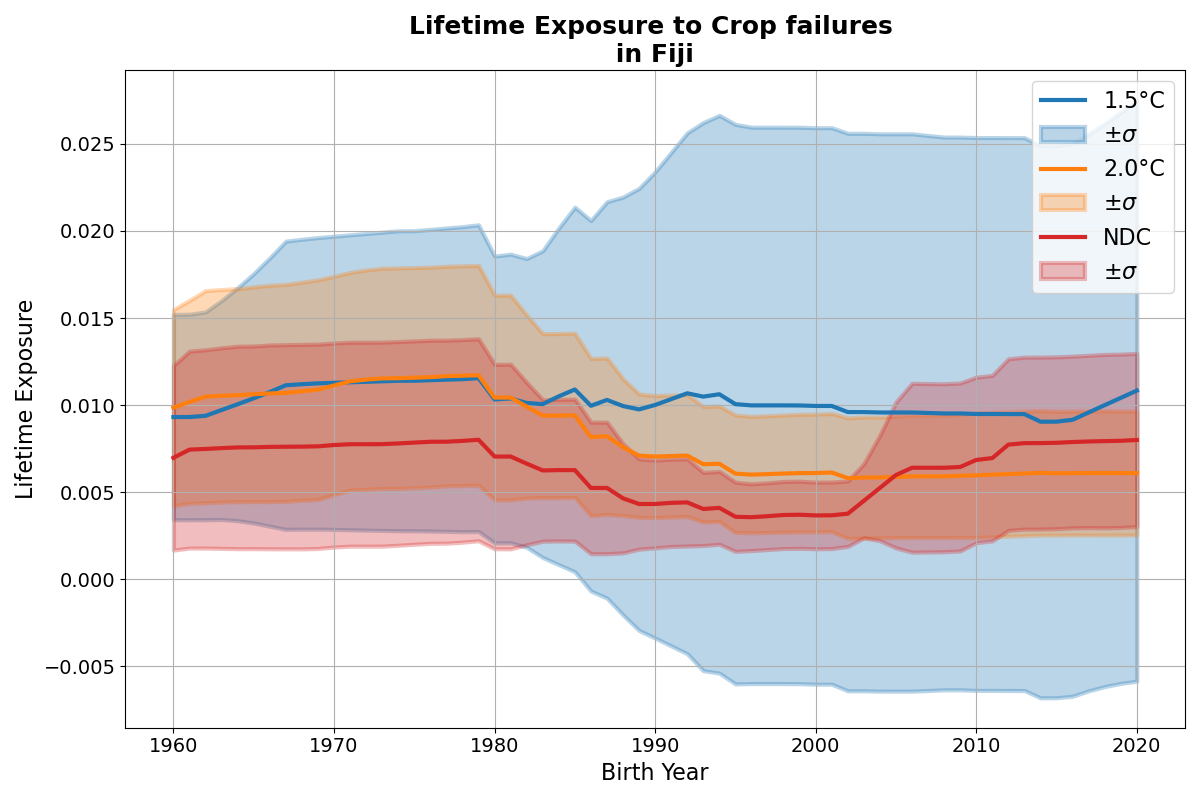 Lifetime Exposure to Crop failures
in Fiji
1.5°C
±σ
2.0°C
±σ
NDC
±σ
Lifetime Exposure
0.025
0.020
0.015
0.010
0.005
0.000
−0.005
1960 1970 1980 1990 2000 2010 2020
Birth Year